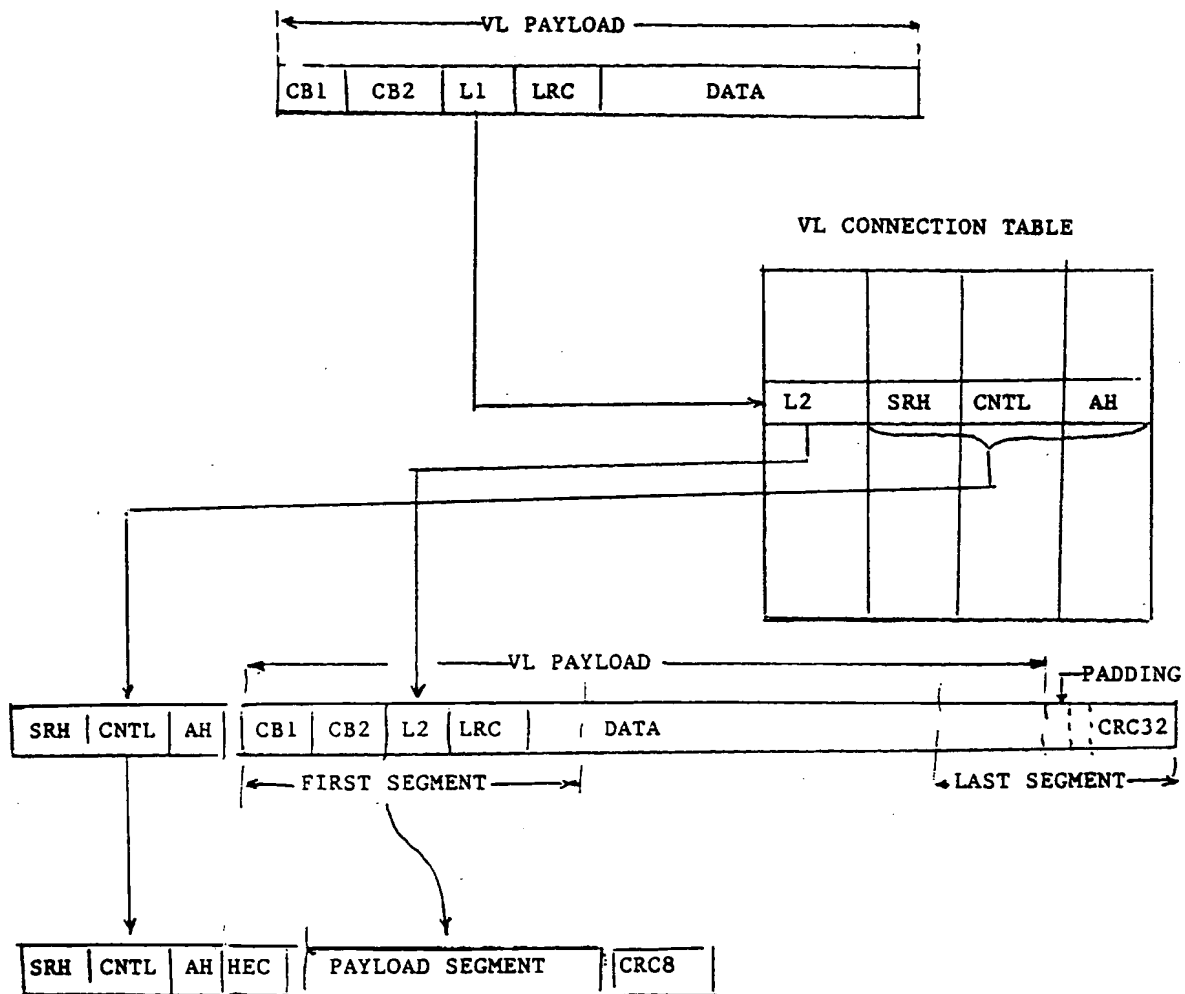 VL PAYLOAD
CB1 CB2 L1 LRC DATA
VL CONNECTION TABLE
L2 SRH CNTL AH
VL PAYLOAD
PADDING
SRH CNTL AH CB1 CB2 L2 LRC DATA CRC32
FIRST SEGMENT LAST SEGMENT
SRH CNTL AH HEC PAYLOAD SEGMENT CRC8